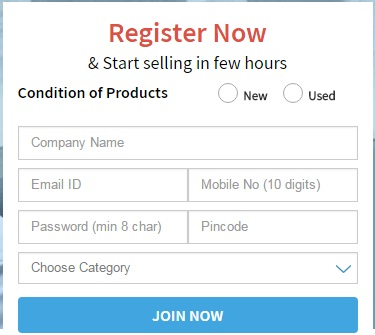 Register Now
& Start selling in few hours
Condition of Products New Used
Company Name
Email ID Mobile No (10 digits)
Password (min 8 char) Pincode
Choose Category
JOIN NOW